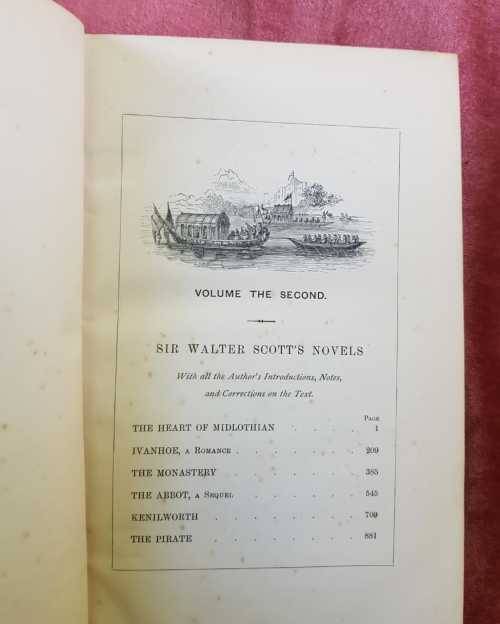 VOLUME THE SECOND.
SIR WALTER SCOTT'S NOVELS
With all the Author's Introductions, Notes,
and Corrections on the Text.
PAGE
THE HEART OF MIDLOTHIAN . . . . 1
IVANHOE, A ROMANCE . . . . . . 209
THE MONASTERY . . . . . . 385
THE ABBOT, A SEQUEL . . . . . . 545
KENILWORTH . . . . . . . 709
THE PIRATE . . . . . . . 881